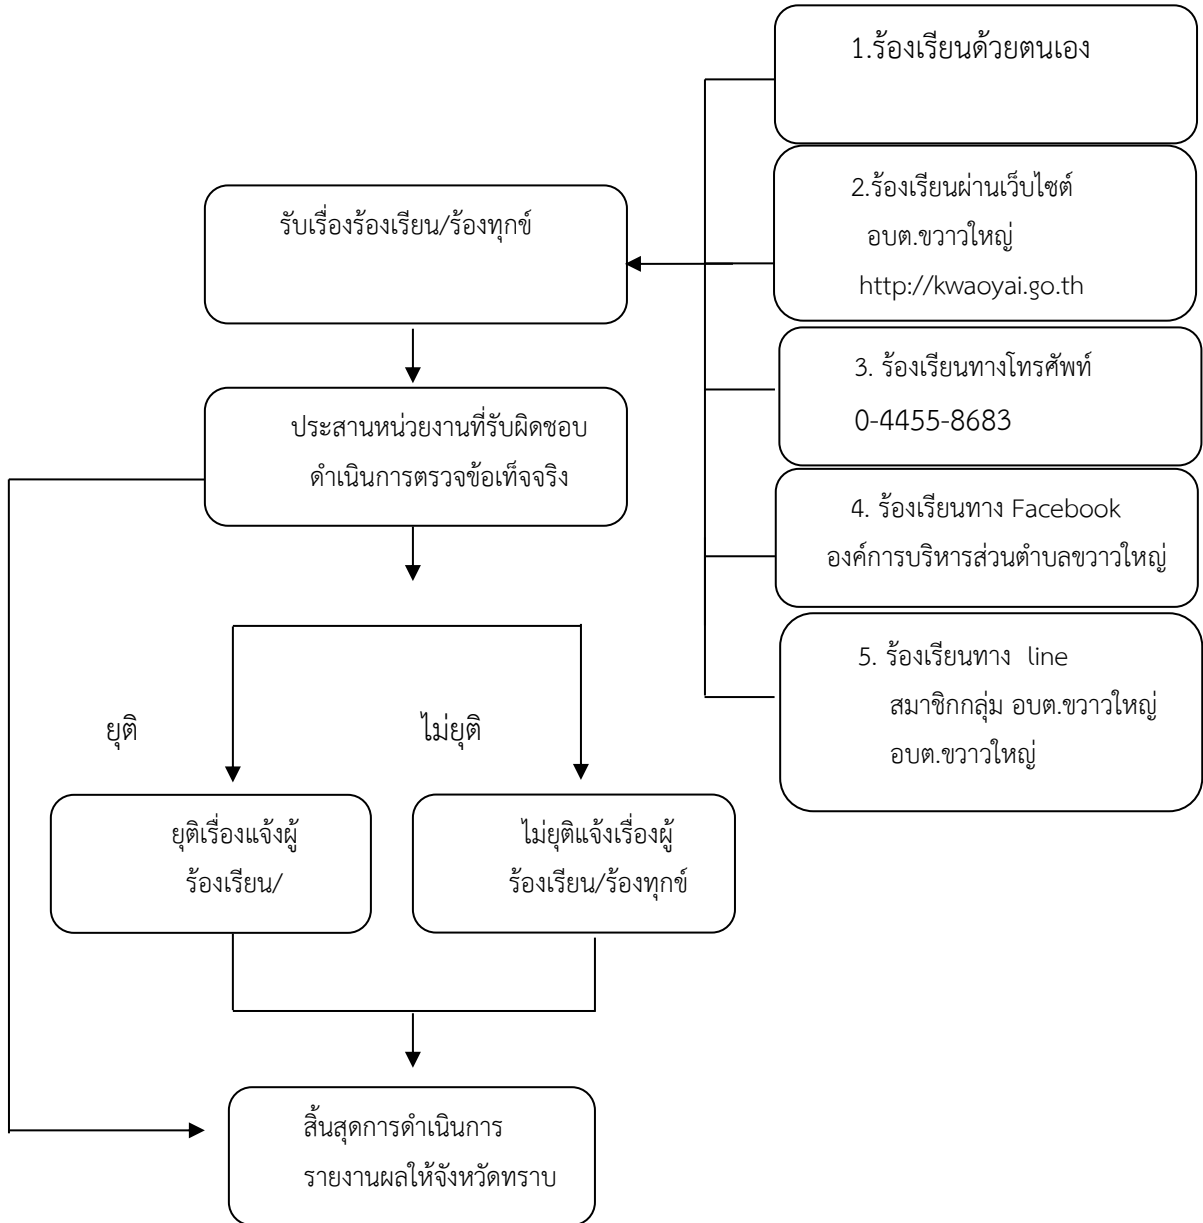 1.ร้องเรียนด้วยตนเอง
2.ร้องเรียนผ่านเว็บไซต์
อบต.ขวาวใหญ่
http://kwaoyai.go.th
รับเรื่องร้องเรียน/ร้องทุกข์
3. ร้องเรียนทางโทรศัพท์
0-4455-8683
ประสานหน่วยงานที่รับผิดชอบ
ดำเนินการตรวจข้อเท็จจริง
4. ร้องเรียนทาง Facebook
องค์การบริหารส่วนตำบลขวาวใหญ่
5. ร้องเรียนทาง line
สมาชิกกลุ่ม อบต.ขวาวใหญ่
อบต.ขวาวใหญ่
ยุติ
ไม่ยุติ
ยุติเรื่องแจ้งผู้
ร้องเรียน/
ไม่ยุติแจ้งเรื่องผู้
ร้องเรียน/ร้องทุกข์
สิ้นสุดการดำเนินการ
รายงานผลให้จังหวัดทราบ